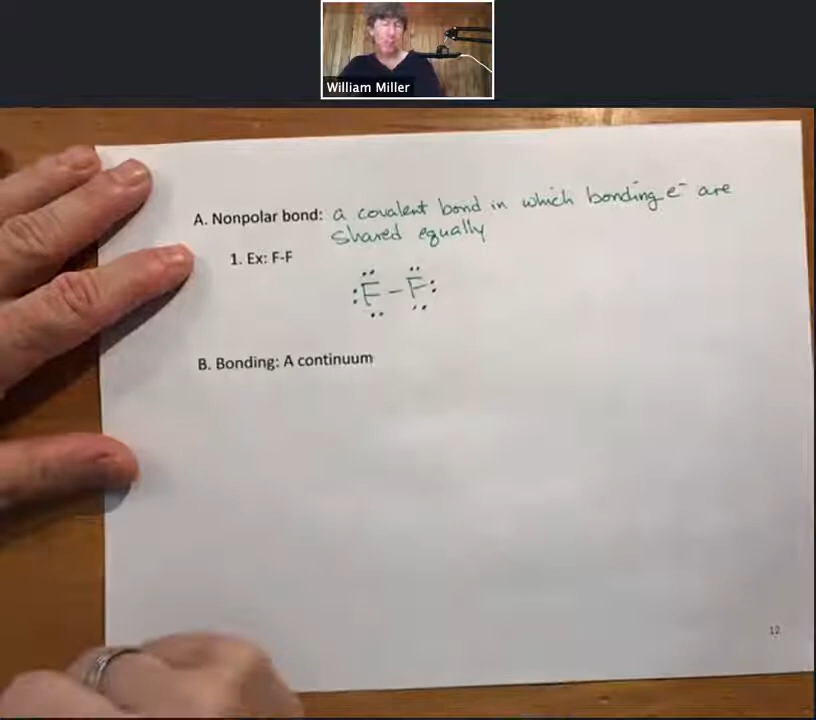 William Miller
A. Nonpolar bond: a covalent bond in which bonding e⁻ are
shared equally
1. Ex: F-F
:F̤̈-F̤̈:
B. Bonding: A continuum
12